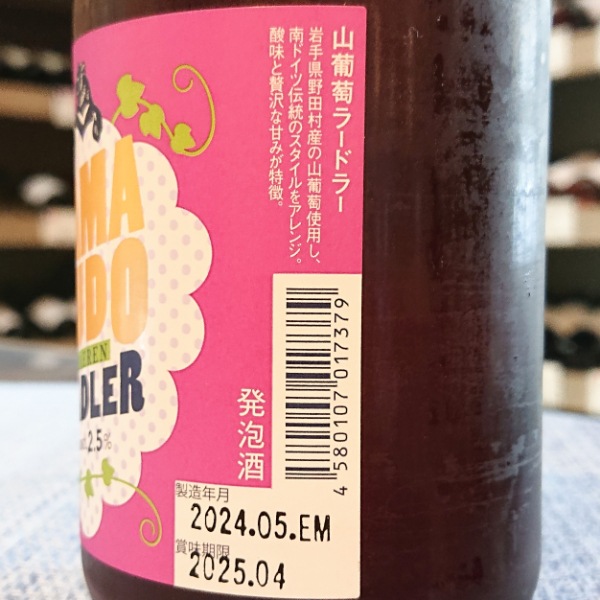 山葡萄ラードラー
岩手県野田村産の山葡萄使用し、
南ドイツ伝統のスタイルをアレンジ。
酸味と贅沢な甘みが特徴。
MA
DO
DLER
2.5%
発泡酒
4 580107 017379
製造年月
2024.05.EM
賞味期限
2025.04